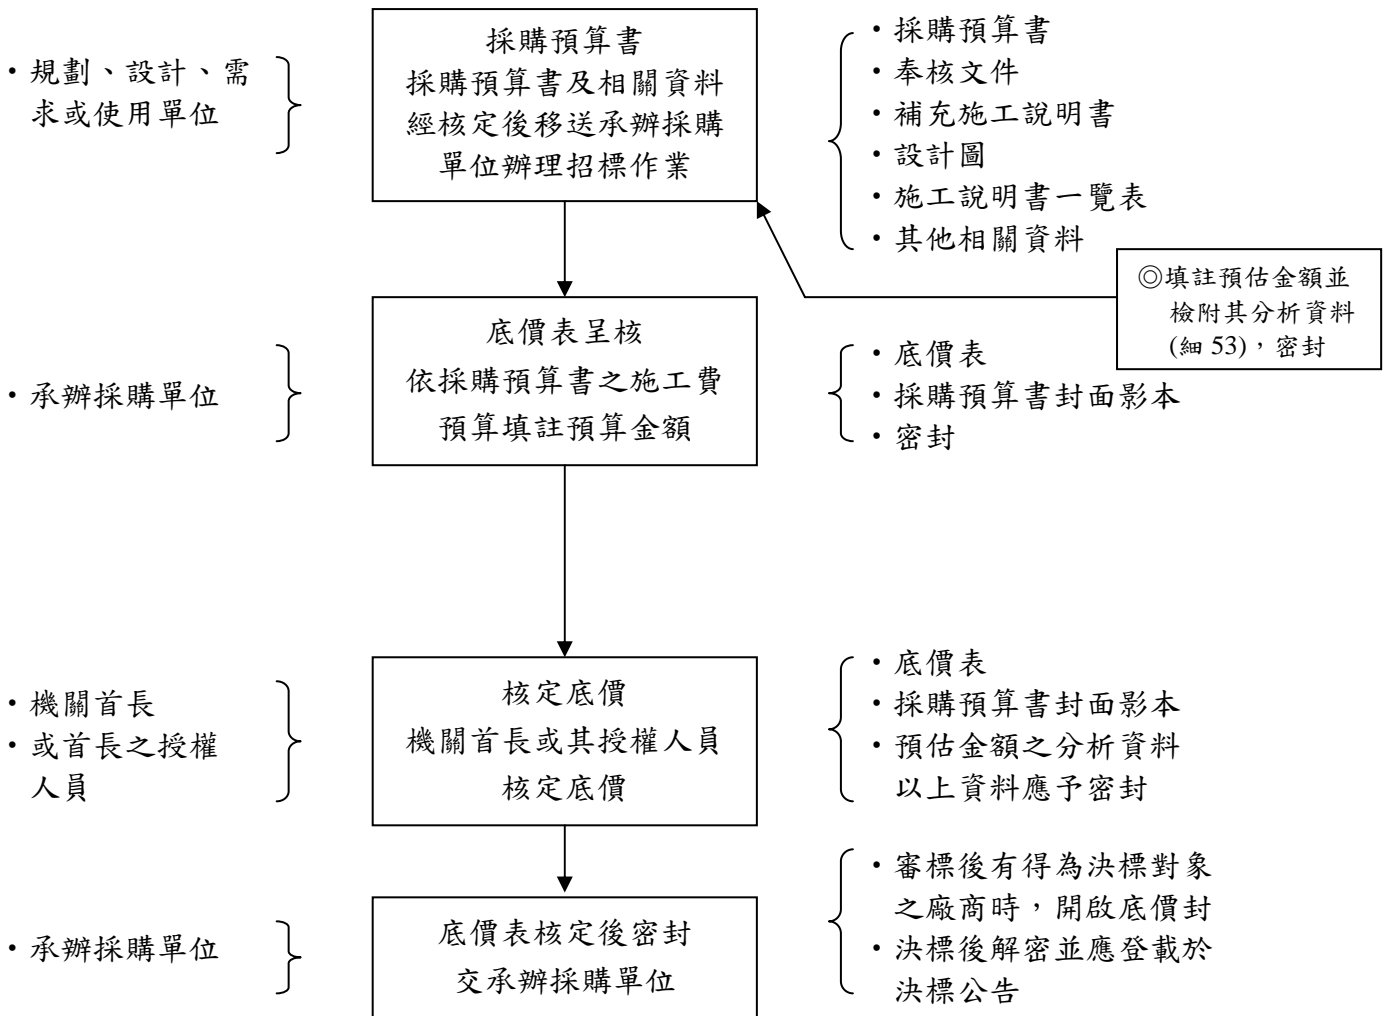 ・規劃、設計、需
求或使用單位
採購預算書
採購預算書及相關資料
經核定後移送承辦採購
單位辦理招標作業
・採購預算書
・奉核文件
・補充施工說明書
・設計圖
・施工說明書一覽表
・其他相關資料
◎填註預估金額並
檢附其分析資料
(細 53)，密封
・承辦採購單位
底價表呈核
依採購預算書之施工費
預算填註預算金額
・底價表
・採購預算書封面影本
・密封
・機關首長
・或首長之授權
人員
核定底價
機關首長或其授權人員
核定底價
・底價表
・採購預算書封面影本
・預估金額之分析資料
以上資料應予密封
・承辦採購單位
底價表核定後密封
交承辦採購單位
・審標後有得為決標對象
之廠商時，開啟底價封
・決標後解密並應登載於
決標公告